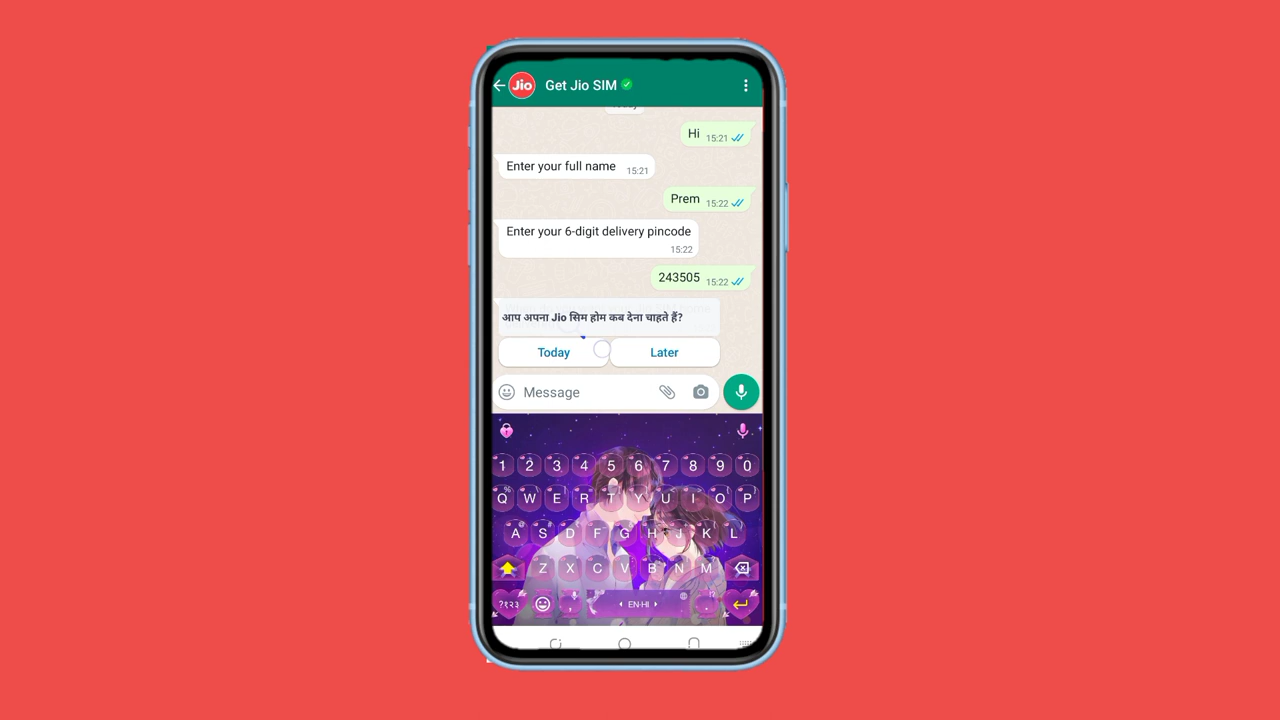 Jio Get Jio SIM
Today
Hi 15:21
Enter your full name 15:21
Prem 15:22
Enter your 6-digit delivery pincode
15:22
243505 15:22
आप अपना Jio सिम होम कब देना चाहते हैं?
Today Later
Message
1 2 3 4 5 6 7 8 9 0
Q W E R T Y U I O P
A S D F G H J K L
Z X C V B N M
?१२३ , EN-HI .